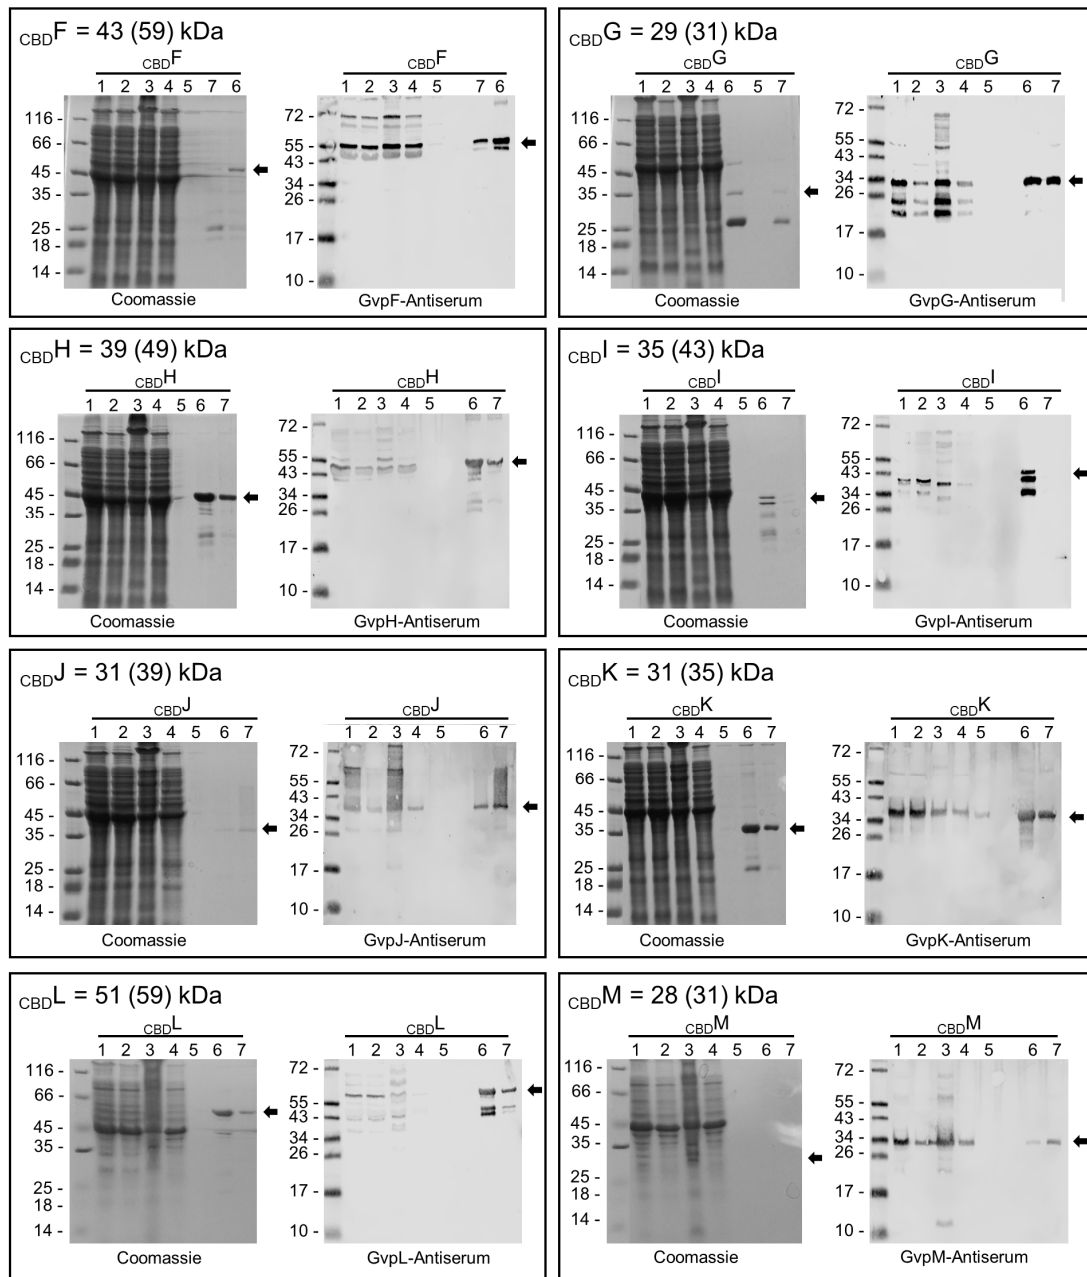 CBDF = 43 (59) kDa
CBDF
1 2 3 4 5 7 6
116 -
66 -
45 -
35 -
25 -
18 -
14 -
Coomassie
CBDF
1 2 3 4 5 7 6
72 -
55 -
43 -
34 -
26 -
17 -
10 -
GvpF-Antiserum
CBDG = 29 (31) kDa
CBDG
1 2 3 4 6 5 7
116 -
66 -
45 -
35 -
25 -
18 -
14 -
Coomassie
CBDG
1 2 3 4 5 6 7
72 -
55 -
43 -
34 -
26 -
17 -
10 -
GvpG-Antiserum
CBDH = 39 (49) kDa
CBDH
1 2 3 4 5 6 7
116 -
66 -
45 -
35 -
25 -
18 -
14 -
Coomassie
CBDH
1 2 3 4 5 6 7
72 -
55 -
43 -
34 -
26 -
17 -
10 -
GvpH-Antiserum
CBDI = 35 (43) kDa
CBDI
1 2 3 4 5 6 7
116 -
66 -
45 -
35 -
25 -
18 -
14 -
Coomassie
CBDI
1 2 3 4 5 6 7
72 -
55 -
43 -
34 -
26 -
17 -
10 -
GvpI-Antiserum
CBDJ = 31 (39) kDa
CBDJ
1 2 3 4 5 6 7
116 -
66 -
45 -
35 -
25 -
18 -
14 -
Coomassie
CBDJ
1 2 3 4 5 6 7
72 -
55 -
43 -
34 -
26 -
17 -
10 -
GvpJ-Antiserum
CBDK = 31 (35) kDa
CBDK
1 2 3 4 5 6 7
116 -
66 -
45 -
35 -
25 -
18 -
14 -
Coomassie
CBDK
1 2 3 4 5 6 7
72 -
55 -
43 -
34 -
26 -
17 -
10 -
GvpK-Antiserum
CBDL = 51 (59) kDa
CBDL
1 2 3 4 5 6 7
116 -
66 -
45 -
35 -
25 -
18 -
14 -
Coomassie
CBDL
1 2 3 4 5 6 7
72 -
55 -
43 -
34 -
26 -
17 -
10 -
GvpL-Antiserum
CBDM = 28 (31) kDa
CBDM
1 2 3 4 5 6 7
116 -
66 -
45 -
35 -
25 -
18 -
14 -
Coomassie
CBDM
1 2 3 4 5 6 7
72 -
55 -
43 -
34 -
26 -
17 -
10 -
GvpM-Antiserum